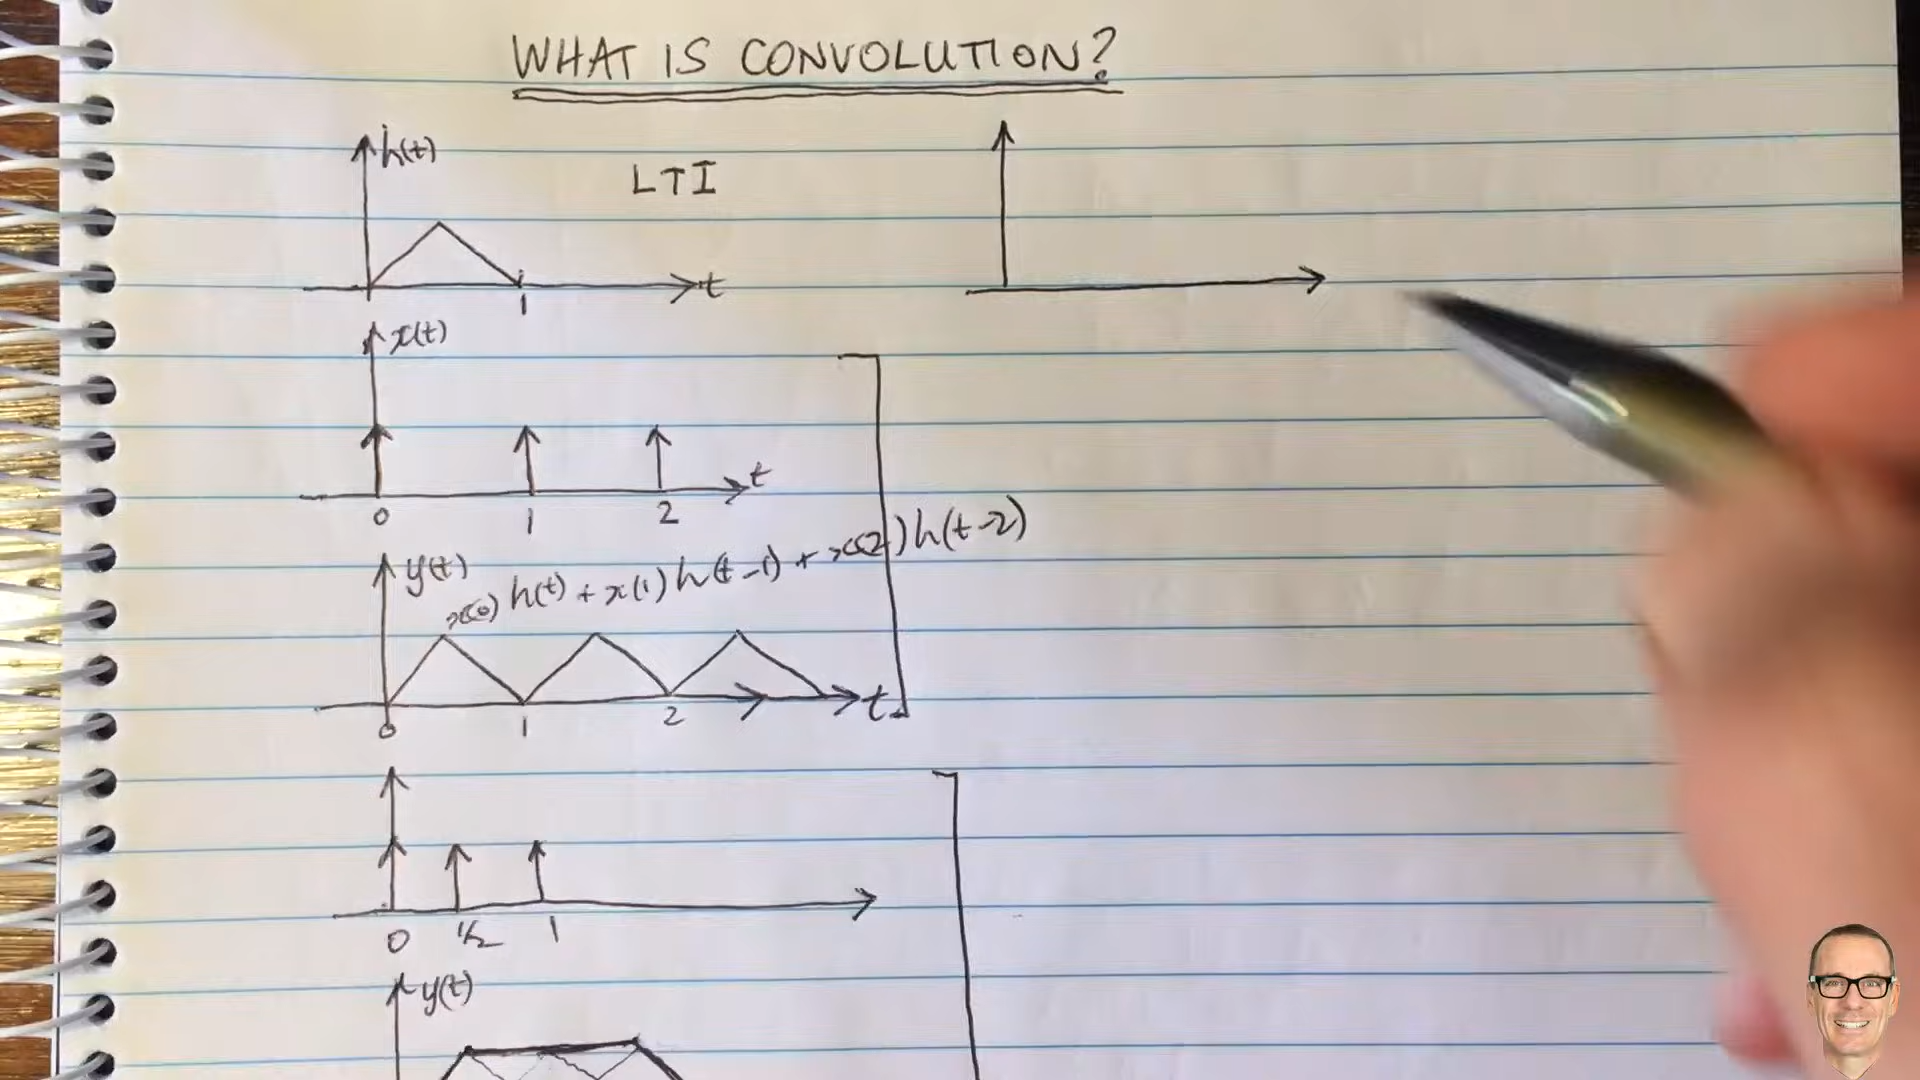 WHAT IS CONVOLUTION?
h(t)
LTI
1
t
x(t)
t
0 1 2
y(t)
x(0) h(t) + x(1) h(t-1) + x(2) h(t-2)
t
0 1 2
0 1/2 1
y(t)